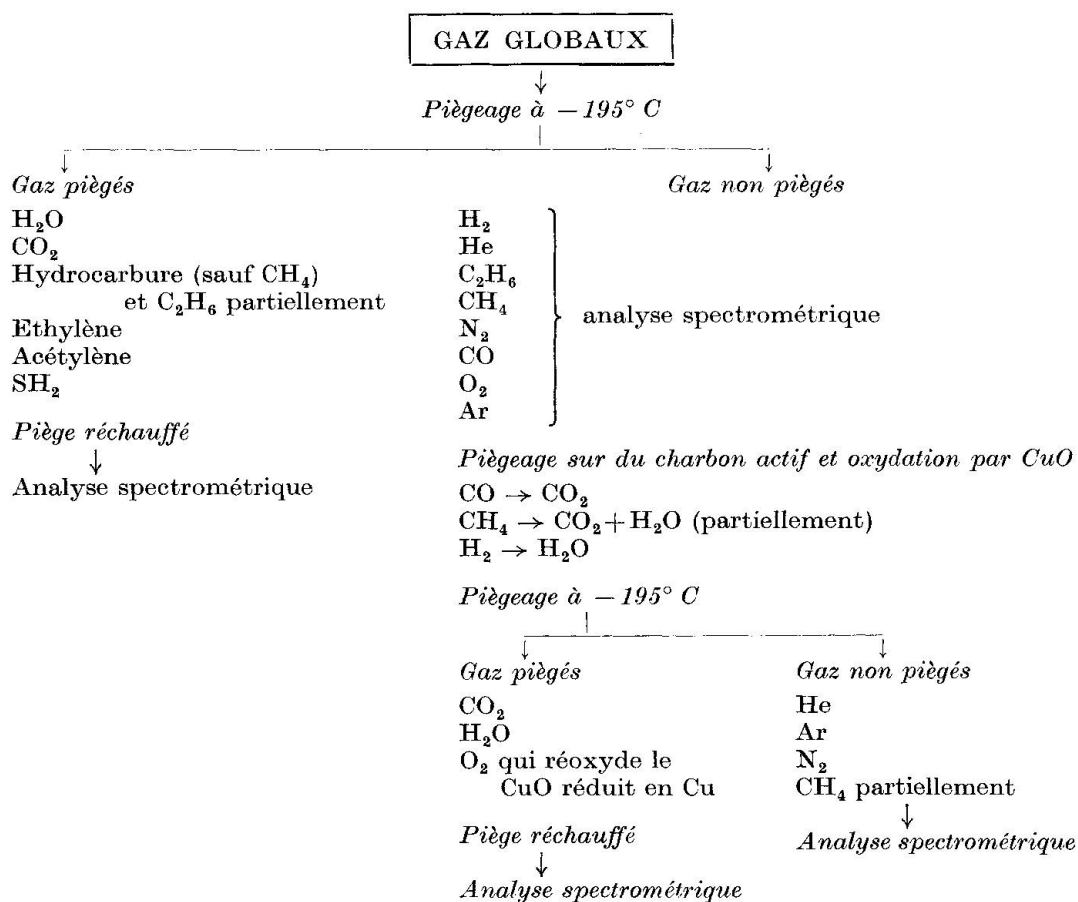 GAZ GLOBAUX
↓
Piègeage à —195° C
Gaz piègés
H₂O
CO₂
Hydrocarbure (sauf CH₄)
et C₂H₆ partiellement
Ethylène
Acétylène
SH₂
Piège réchauffé
↓
Analyse spectrométrique
Gaz non piègés
H₂
He
C₂H₆
CH₄
N₂
CO
O₂
Ar
analyse spectrométrique
Piègeage sur du charbon actif et oxydation par CuO
CO → CO₂
CH₄ → CO₂+H₂O (partiellement)
H₂ → H₂O
Piègeage à —195° C
Gaz piègés
CO₂
H₂O
O₂ qui réoxyde le
CuO réduit en Cu
Piège réchauffé
↓
Analyse spectrométrique
Gaz non piègés
He
Ar
N₂
CH₄ partiellement
↓
Analyse spectrométrique